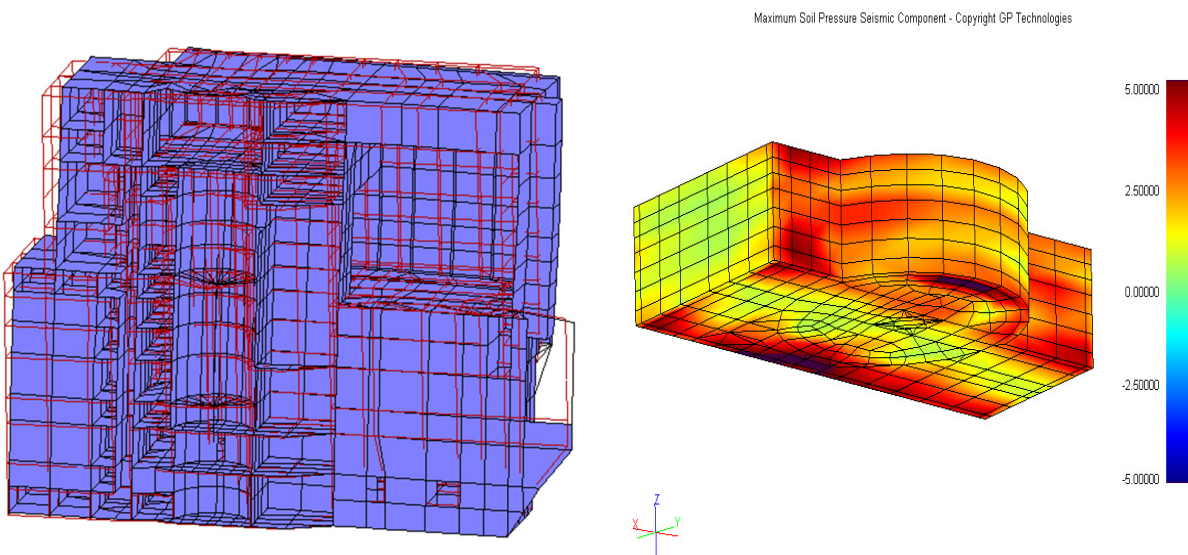 Maximum Soil Pressure Seismic Component - Copyright GP Technologies
5.00000
2.50000
0.00000
-2.50000
-5.00000
Z
X
Y